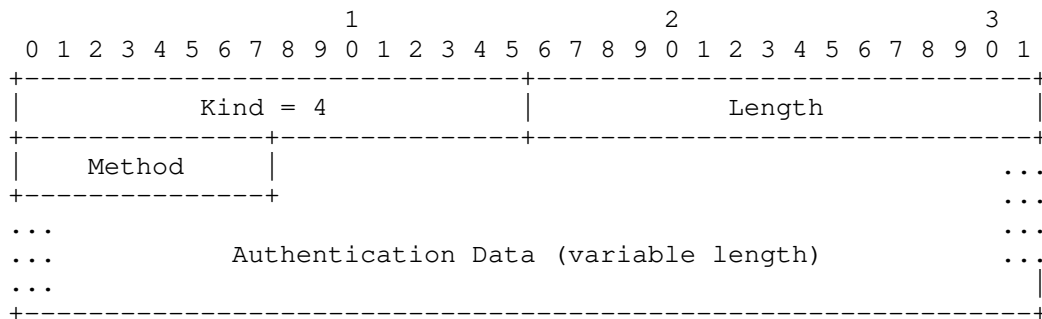 1 2 3
0 1 2 3 4 5 6 7 8 9 0 1 2 3 4 5 6 7 8 9 0 1 2 3 4 5 6 7 8 9 0 1
Kind = 4 Length
Method ...
...
... ...
... Authentication Data (variable length) ...
...